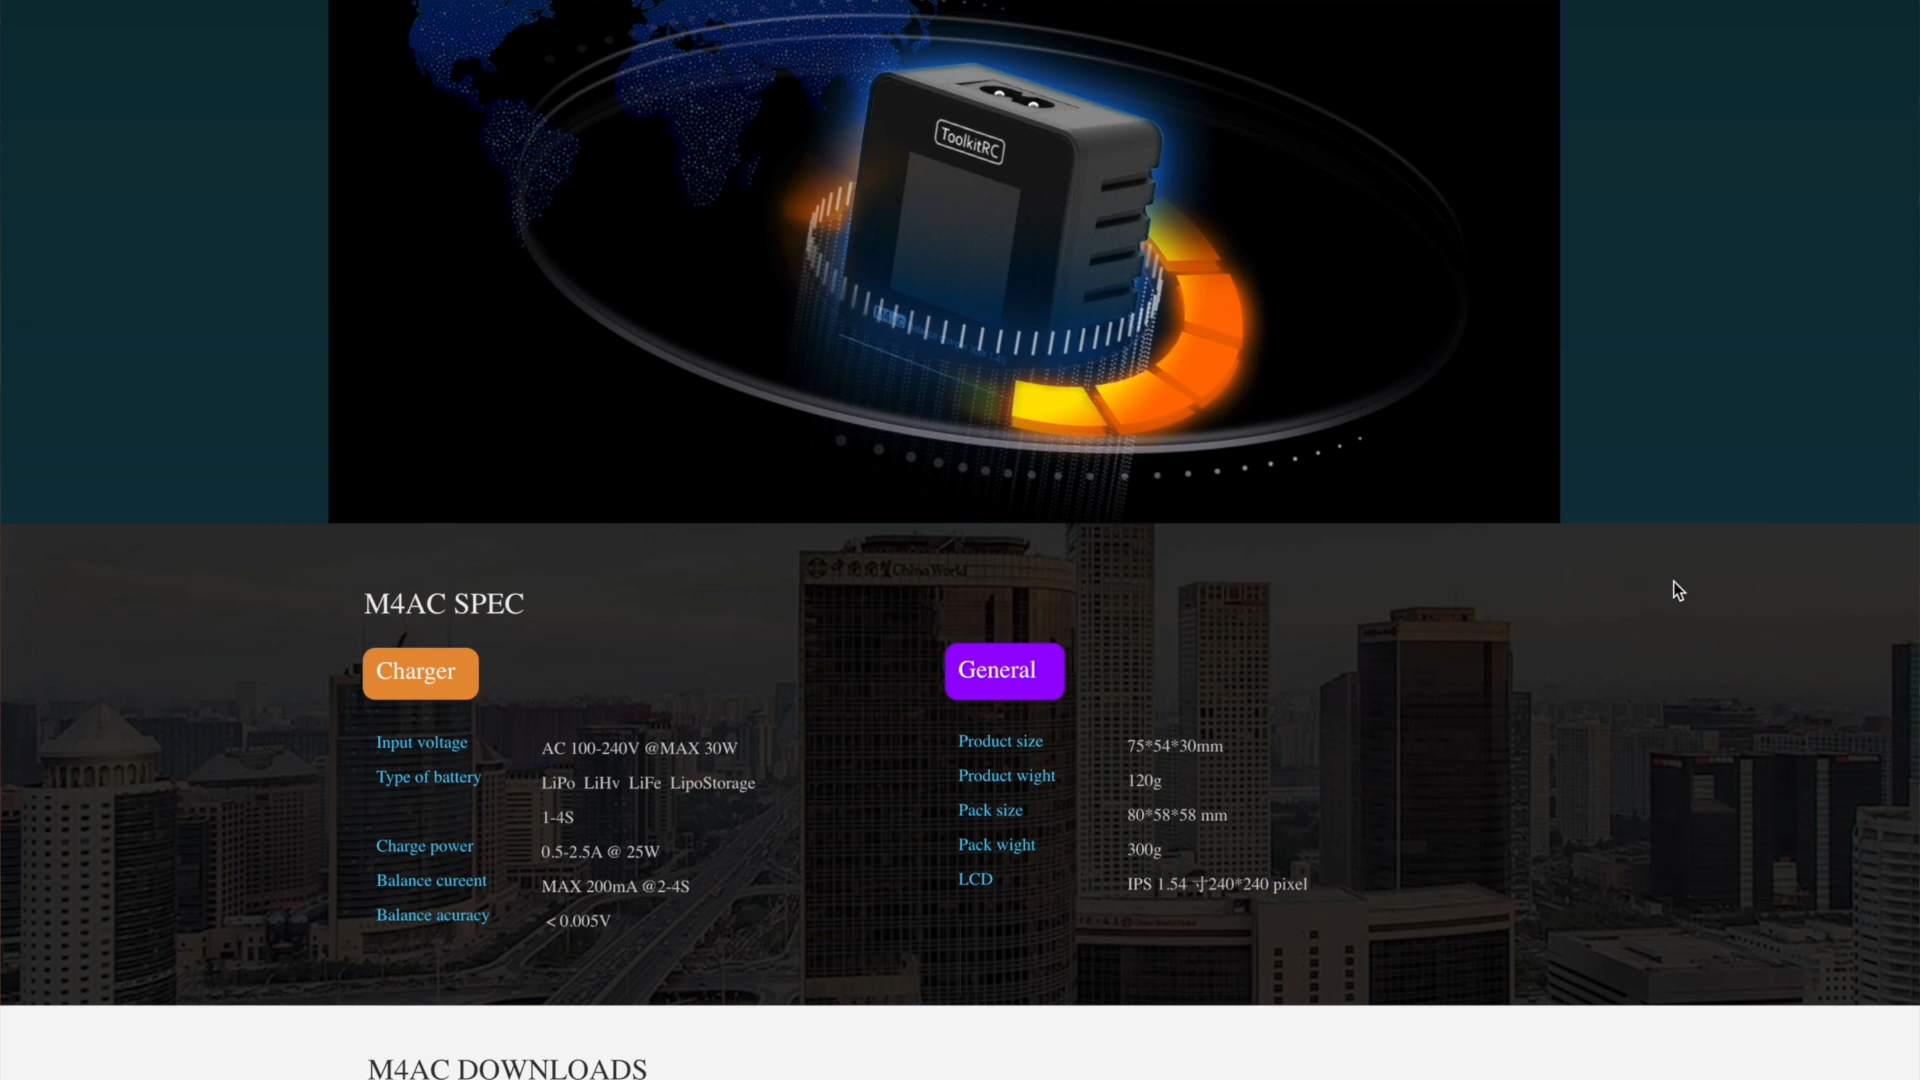 ToolkitRC
M4AC SPEC
Charger
General
Input voltage
AC 100-240V @MAX 30W
Type of battery
LiPo LiHv LiFe LipoStorage
1-4S
Charge power
0.5-2.5A @ 25W
Balance cureent
MAX 200mA @2-4S
Balance acuracy
＜0.005V
Product size
75*54*30mm
Product wight
120g
Pack size
80*58*58 mm
Pack wight
300g
LCD
IPS 1.54 寸240*240 pixel
China World
M4AC DOWNLOADS